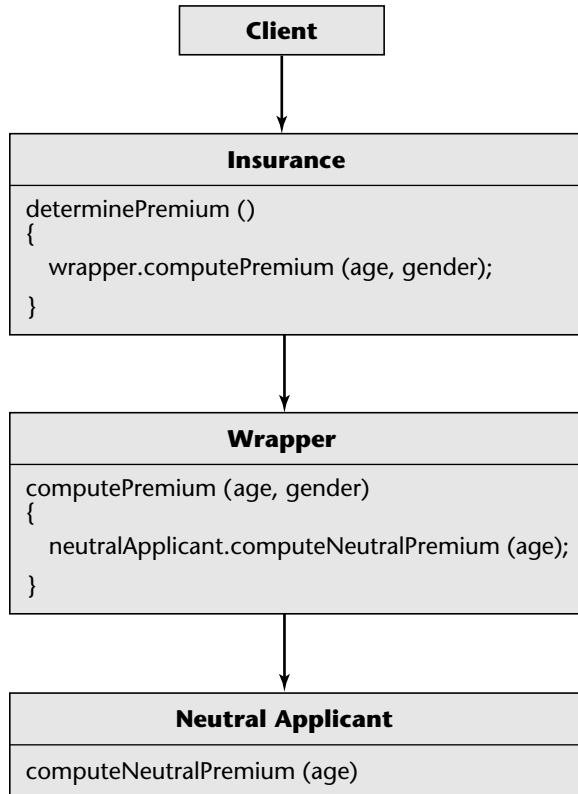 Client
Insurance
determinePremium ()
{
wrapper.computePremium (age, gender);
}
Wrapper
computePremium (age, gender)
{
neutralApplicant.computeNeutralPremium (age);
}
Neutral Applicant
computeNeutralPremium (age)